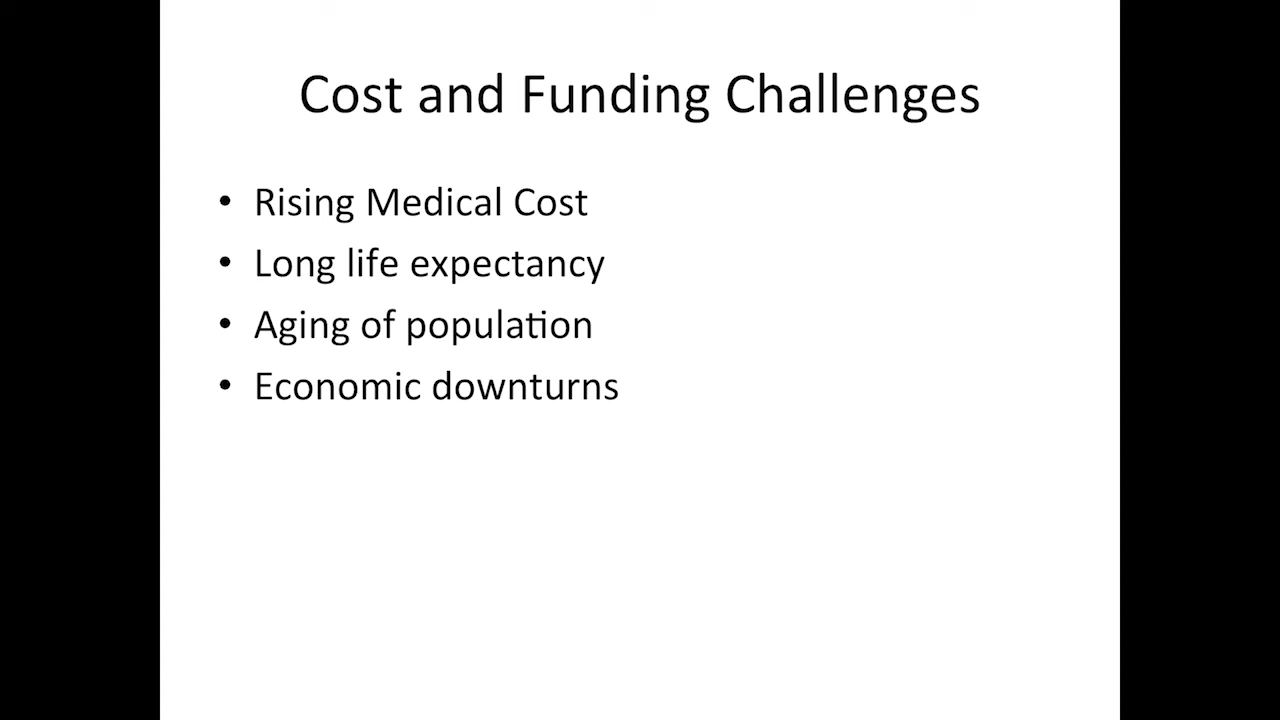 Cost and Funding Challenges
• Rising Medical Cost
• Long life expectancy
• Aging of population
• Economic downturns